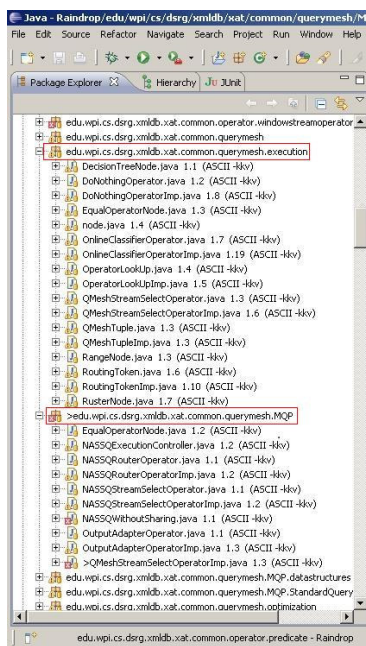 Java - Raindrop/edu/wpi/cs/dsrg/xmldb/xat/common/querymesh/M
File Edit Source Refactor Navigate Search Project Run Window Help
Package Explorer Hierarchy JUnit
edu.wpi.cs.dsrg.xmldb.xat.common.operator.windowstreamoperator
edu.wpi.cs.dsrg.xmldb.xat.common.querymesh
edu.wpi.cs.dsrg.xmldb.xat.common.querymesh.execution
DecisionTreeNode.java 1.1 (ASCII -kkv)
DoNothingOperator.java 1.2 (ASCII -kkv)
DoNothingOperatorImp.java 1.8 (ASCII -kkv)
EqualOperatorNode.java 1.3 (ASCII -kkv)
node.java 1.4 (ASCII -kkv)
OnlineClassifierOperator.java 1.7 (ASCII -kkv)
OnlineClassifierOperatorImp.java 1.19 (ASCII -kkv)
OperatorLookUp.java 1.4 (ASCII -kkv)
OperatorLookUpImp.java 1.5 (ASCII -kkv)
QMeshStreamSelectOperator.java 1.3 (ASCII -kkv)
QMeshStreamSelectOperatorImp.java 1.6 (ASCII -kkv)
QMeshTuple.java 1.3 (ASCII -kkv)
QMeshTupleImp.java 1.3 (ASCII -kkv)
RangeNode.java 1.3 (ASCII -kkv)
RoutingToken.java 1.6 (ASCII -kkv)
RoutingTokenImp.java 1.10 (ASCII -kkv)
RusterNode.java 1.7 (ASCII -kkv)
>edu.wpi.cs.dsrg.xmldb.xat.common.querymesh.MQP
EqualOperatorNode.java 1.2 (ASCII -kkv)
NASSQExecutionController.java 1.2 (ASCII -kkv)
NASSQRouterOperator.java 1.1 (ASCII -kkv)
NASSQRouterOperatorImp.java 1.2 (ASCII -kkv)
NASSQStreamSelectOperator.java 1.1 (ASCII -kkv)
NASSQStreamSelectOperatorImp.java 1.2 (ASCII -kkv)
NASSQWithoutSharing.java 1.1 (ASCII -kkv)
OutputAdapterOperator.java 1.1 (ASCII -kkv)
OutputAdapterOperatorImp.java 1.3 (ASCII -kkv)
>QMeshStreamSelectOperatorImp.java 1.3 (ASCII -kkv)
edu.wpi.cs.dsrg.xmldb.xat.common.querymesh.MQP.datastructures
edu.wpi.cs.dsrg.xmldb.xat.common.querymesh.MQP.StandardQuery
edu.wpi.cs.dsrg.xmldb.xat.common.querymesh.optimization
edu.wpi.cs.dsrg.xmldb.xat.common.operator.predicate - Raindrop